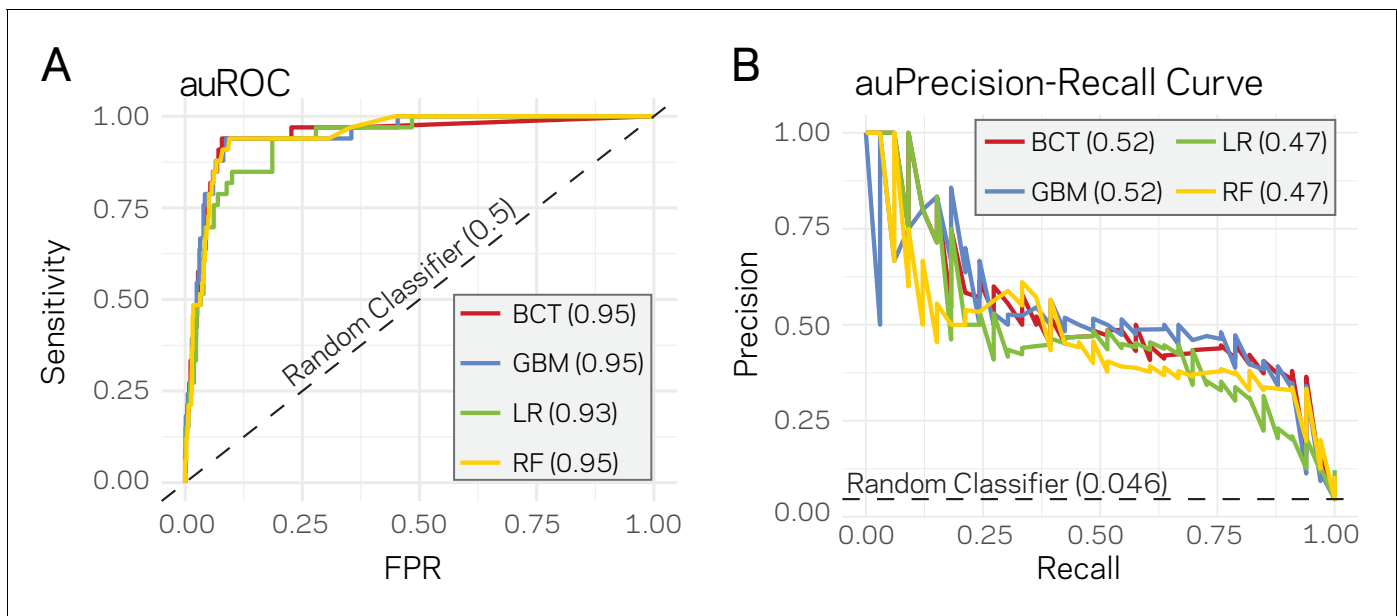 A
auROC
1.00
0.75
0.50
0.25
0.00
Sensitivity
Random Classifier (0.5)
BCT (0.95)
GBM (0.95)
LR (0.93)
RF (0.95)
0.00 0.25 0.50 0.75 1.00
FPR
B
auPrecision-Recall Curve
BCT (0.52) LR (0.47)
GBM (0.52) RF (0.47)
1.00
0.75
0.50
0.25
0.00
Precision
Random Classifier (0.046)
0.00 0.25 0.50 0.75 1.00
Recall